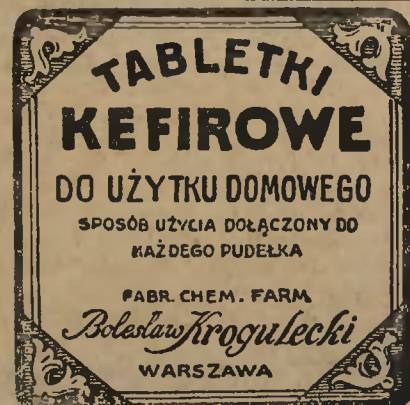 TABLETKI
KEFIROWE
DO UŻYTKU DOMOWEGO
SPOSÓB UŻYCIA DOŁĄCZONY DO
KAŻDEGO PUDEŁKA
FABR. CHEM. FARM
Bolesław Krogulecki
WARSZAWA